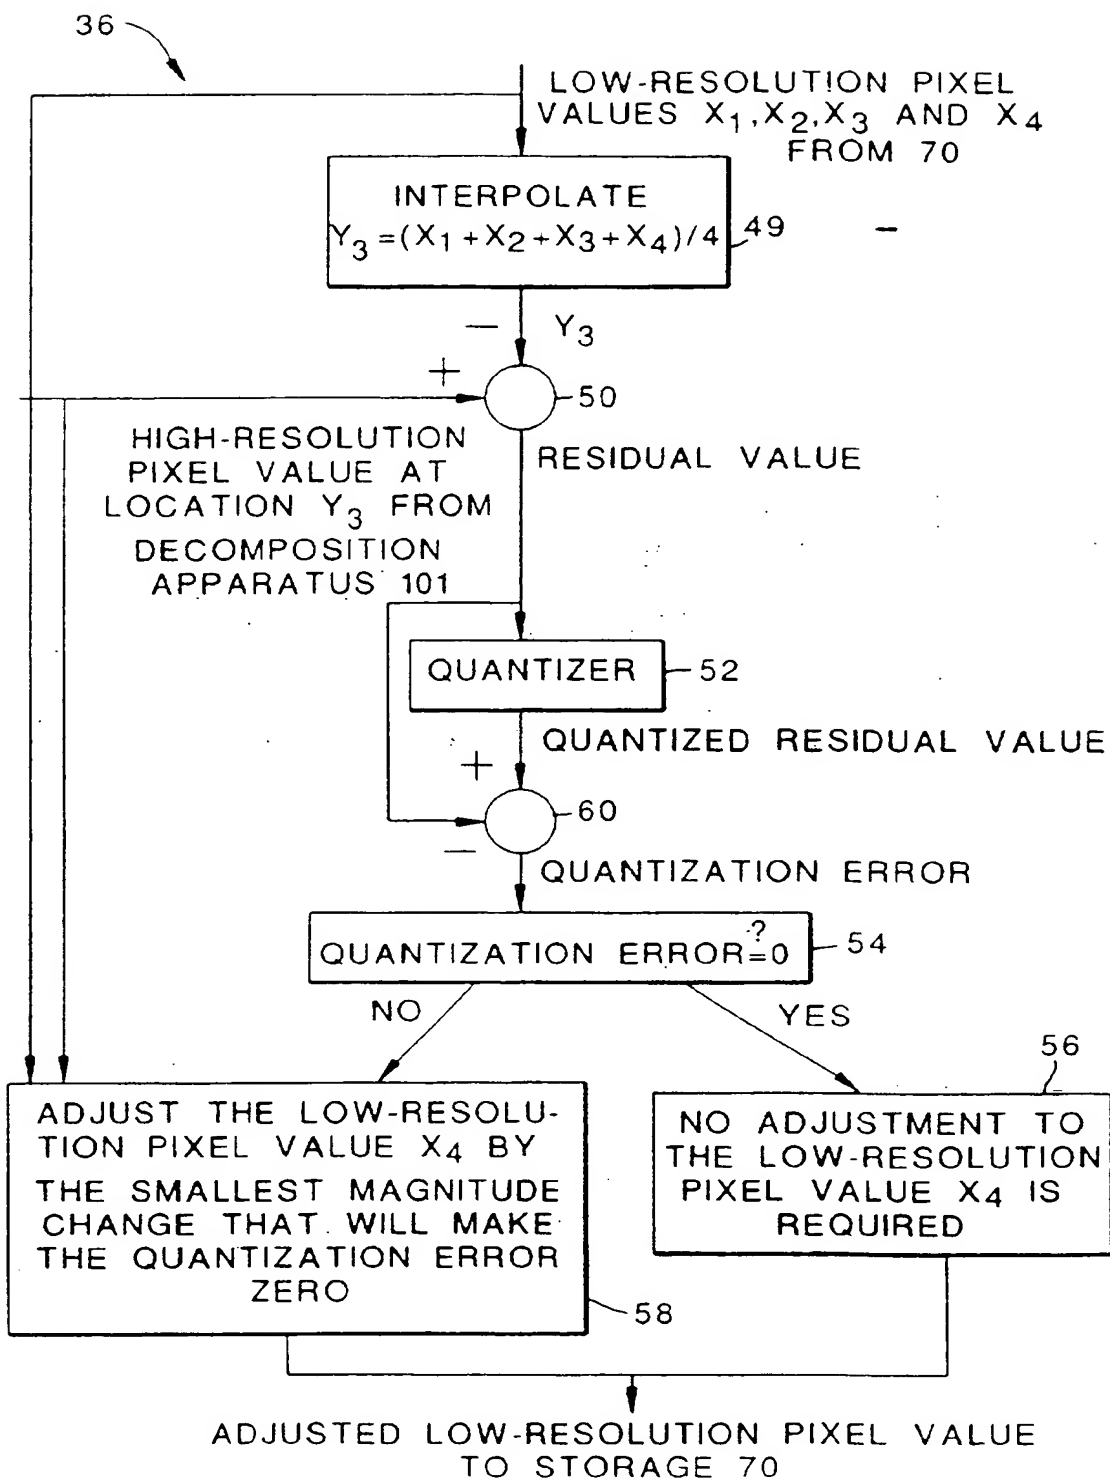 36
LOW-RESOLUTION PIXEL
VALUES X1,X2,X3 AND X4
FROM 70
INTERPOLATE
Y3=(X1+X2+X3+X4)/4
49
− Y3
+
50
HIGH-RESOLUTION
PIXEL VALUE AT
LOCATION Y3 FROM
DECOMPOSITION
APPARATUS 101
RESIDUAL VALUE
QUANTIZER
52
QUANTIZED RESIDUAL VALUE
+
60
−
QUANTIZATION ERROR
QUANTIZATION ERROR=0
?
54
NO
YES
56
ADJUST THE LOW-RESOLU-
TION PIXEL VALUE X4 BY
THE SMALLEST MAGNITUDE
CHANGE THAT WILL MAKE
THE QUANTIZATION ERROR
ZERO
58
NO ADJUSTMENT TO
THE LOW-RESOLUTION
PIXEL VALUE X4 IS
REQUIRED
ADJUSTED LOW-RESOLUTION PIXEL VALUE
TO STORAGE 70